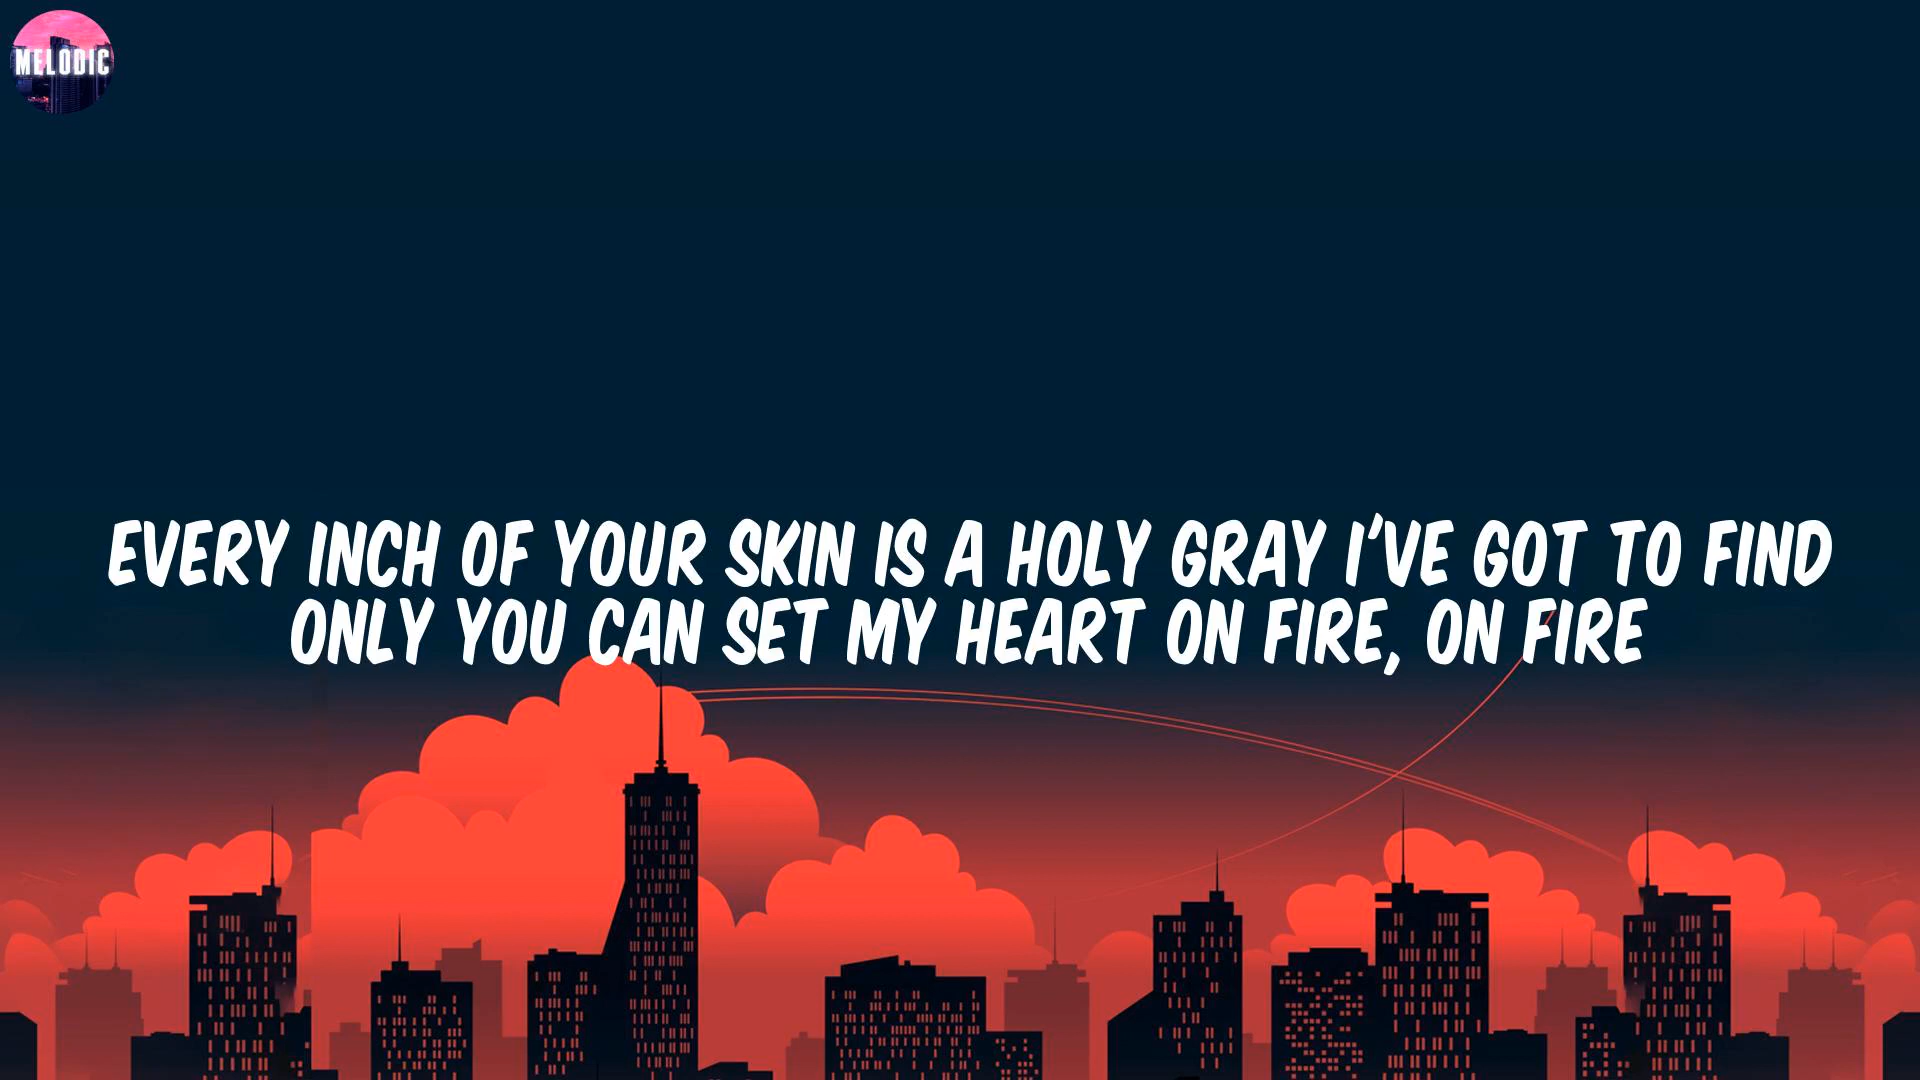 MELODIC
EVERY INCH OF YOUR SKIN IS A HOLY GRAY I'VE GOT TO FIND
ONLY YOU CAN SET MY HEART ON FIRE, ON FIRE